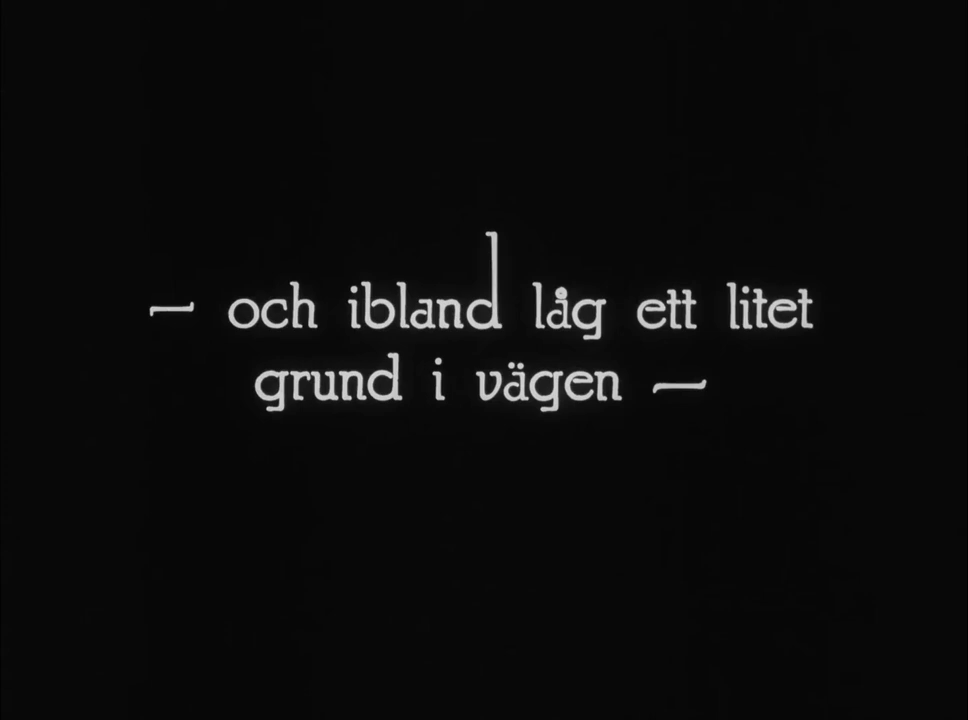 — och ibland låg ett litet
grund i vägen —